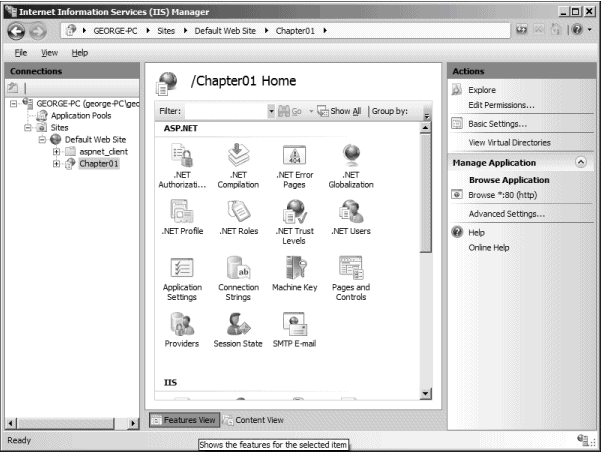 Internet Information Services (IIS) Manager
GEORGE-PC ▸ Sites ▸ Default Web Site ▸ Chapter01 ▸
File View Help
Connections
GEORGE-PC (george-PC\geo
Application Pools
Sites
Default Web Site
aspnet_client
Chapter01
/Chapter01 Home
Filter: Go Show All Group by:
ASP.NET
.NET Authorizati...
.NET Compilation
.NET Error Pages
.NET Globalization
.NET Profile
.NET Roles
.NET Trust Levels
.NET Users
Application Settings
Connection Strings
Machine Key
Pages and Controls
Providers
Session State
SMTP E-mail
IIS
Features View
Content View
Actions
Explore
Edit Permissions...
Basic Settings...
View Virtual Directories
Manage Application
Browse Application
Browse *:80 (http)
Advanced Settings...
Help
Online Help
Ready
Shows the features for the selected item